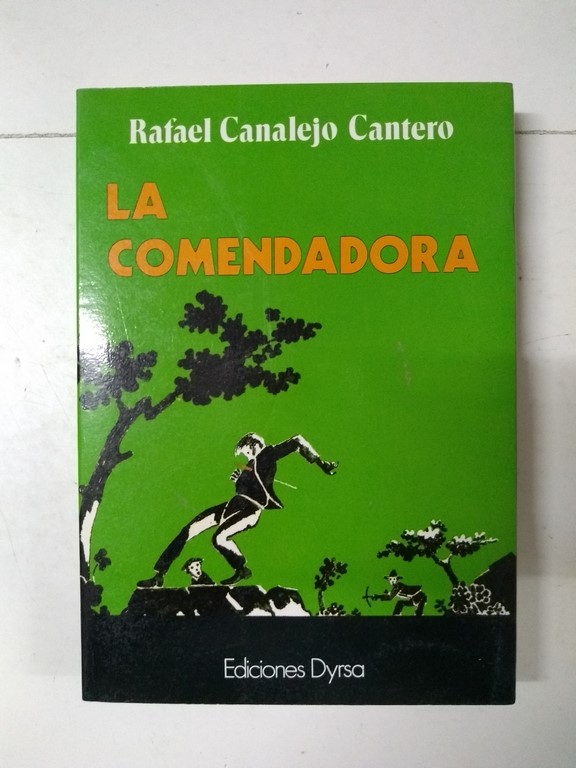 Rafael Canalejo Cantero
LA
COMENDADORA
Ediciones Dyrsa